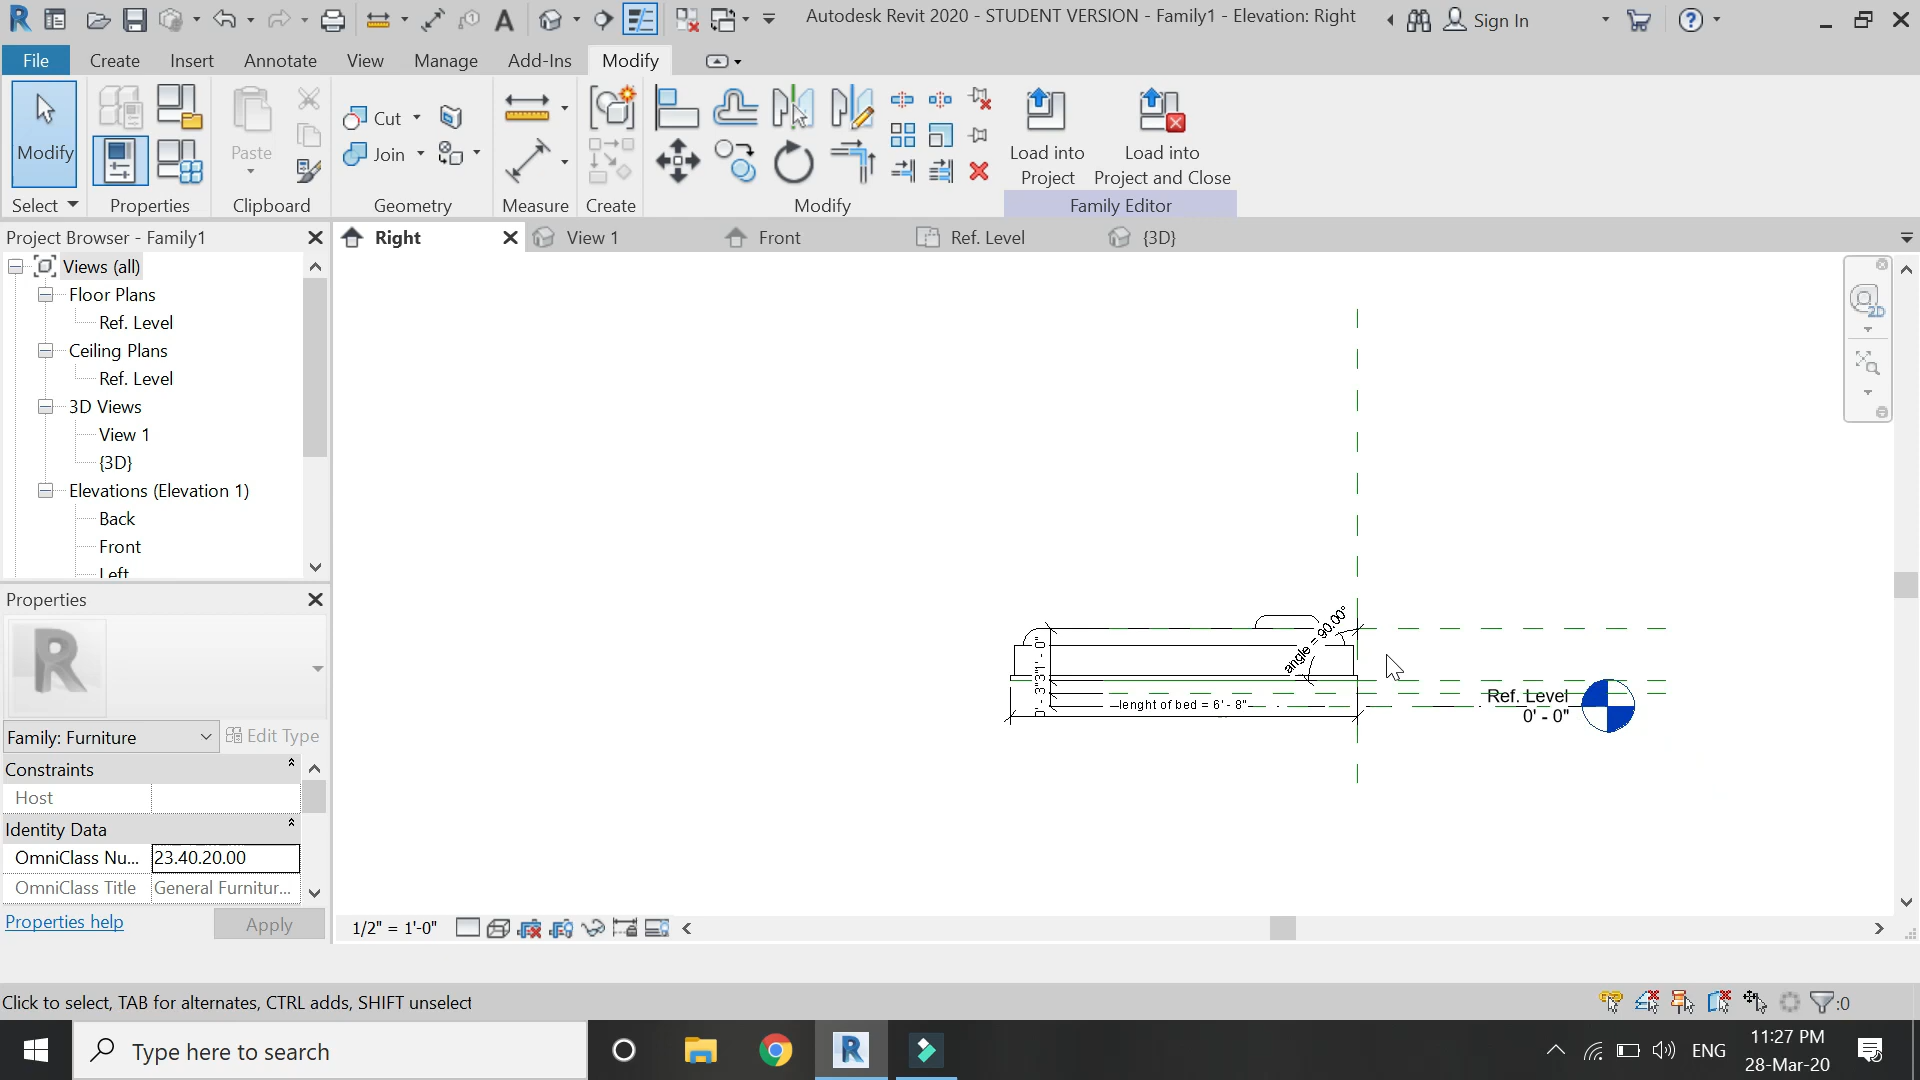 Autodesk Revit 2020 - STUDENT VERSION - Family1 - Elevation: Right
Sign In
File
Create
Insert
Annotate
View
Manage
Add-Ins
Modify
Modify
Paste
Cut
Join
Load into
Project
Load into
Project and Close
Select
Properties
Clipboard
Geometry
Measure
Create
Modify
Family Editor
Project Browser - Family1
Right
View 1
Front
Ref. Level
{3D}
Views (all)
Floor Plans
Ref. Level
Ceiling Plans
Ref. Level
3D Views
View 1
{3D}
Elevations (Elevation 1)
Back
Front
Left
Properties
R
Family: Furniture
Edit Type
Constraints
Host
Identity Data
OmniClass Nu...
23.40.20.00
OmniClass Title
General Furnitur...
Properties help
Apply
angle = 90.00°
lenght of bed = 6' - 8"
Ref. Level
0' - 0"
1/2" = 1'-0"
2D
Click to select, TAB for alternates, CTRL adds, SHIFT unselect
:0
Type here to search
ENG
11:27 PM
28-Mar-20